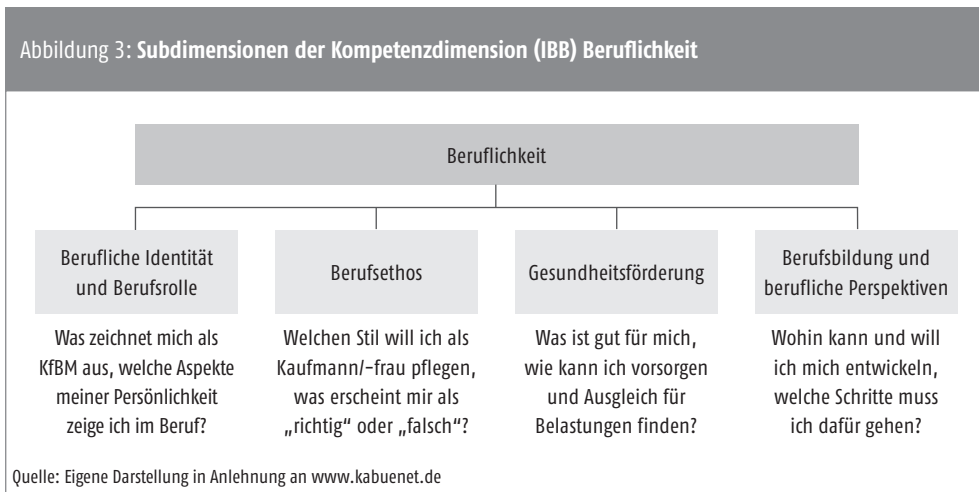 Abbildung 3: Subdimensionen der Kompetenzdimension (IBB) Beruflichkeit
Beruflichkeit
Berufliche Identität
und Berufsrolle
Was zeichnet mich als
KfBM aus, welche Aspekte
meiner Persönlichkeit
zeige ich im Beruf?
Berufsethos
Welchen Stil will ich als
Kaufmann/-frau pflegen,
was erscheint mir als
„richtig“ oder „falsch“?
Gesundheitsförderung
Was ist gut für mich,
wie kann ich vorsorgen
und Ausgleich für
Belastungen finden?
Berufsbildung und
berufliche Perspektiven
Wohin kann und will
ich mich entwickeln,
welche Schritte muss
ich dafür gehen?
Quelle: Eigene Darstellung in Anlehnung an www.kabuenet.de